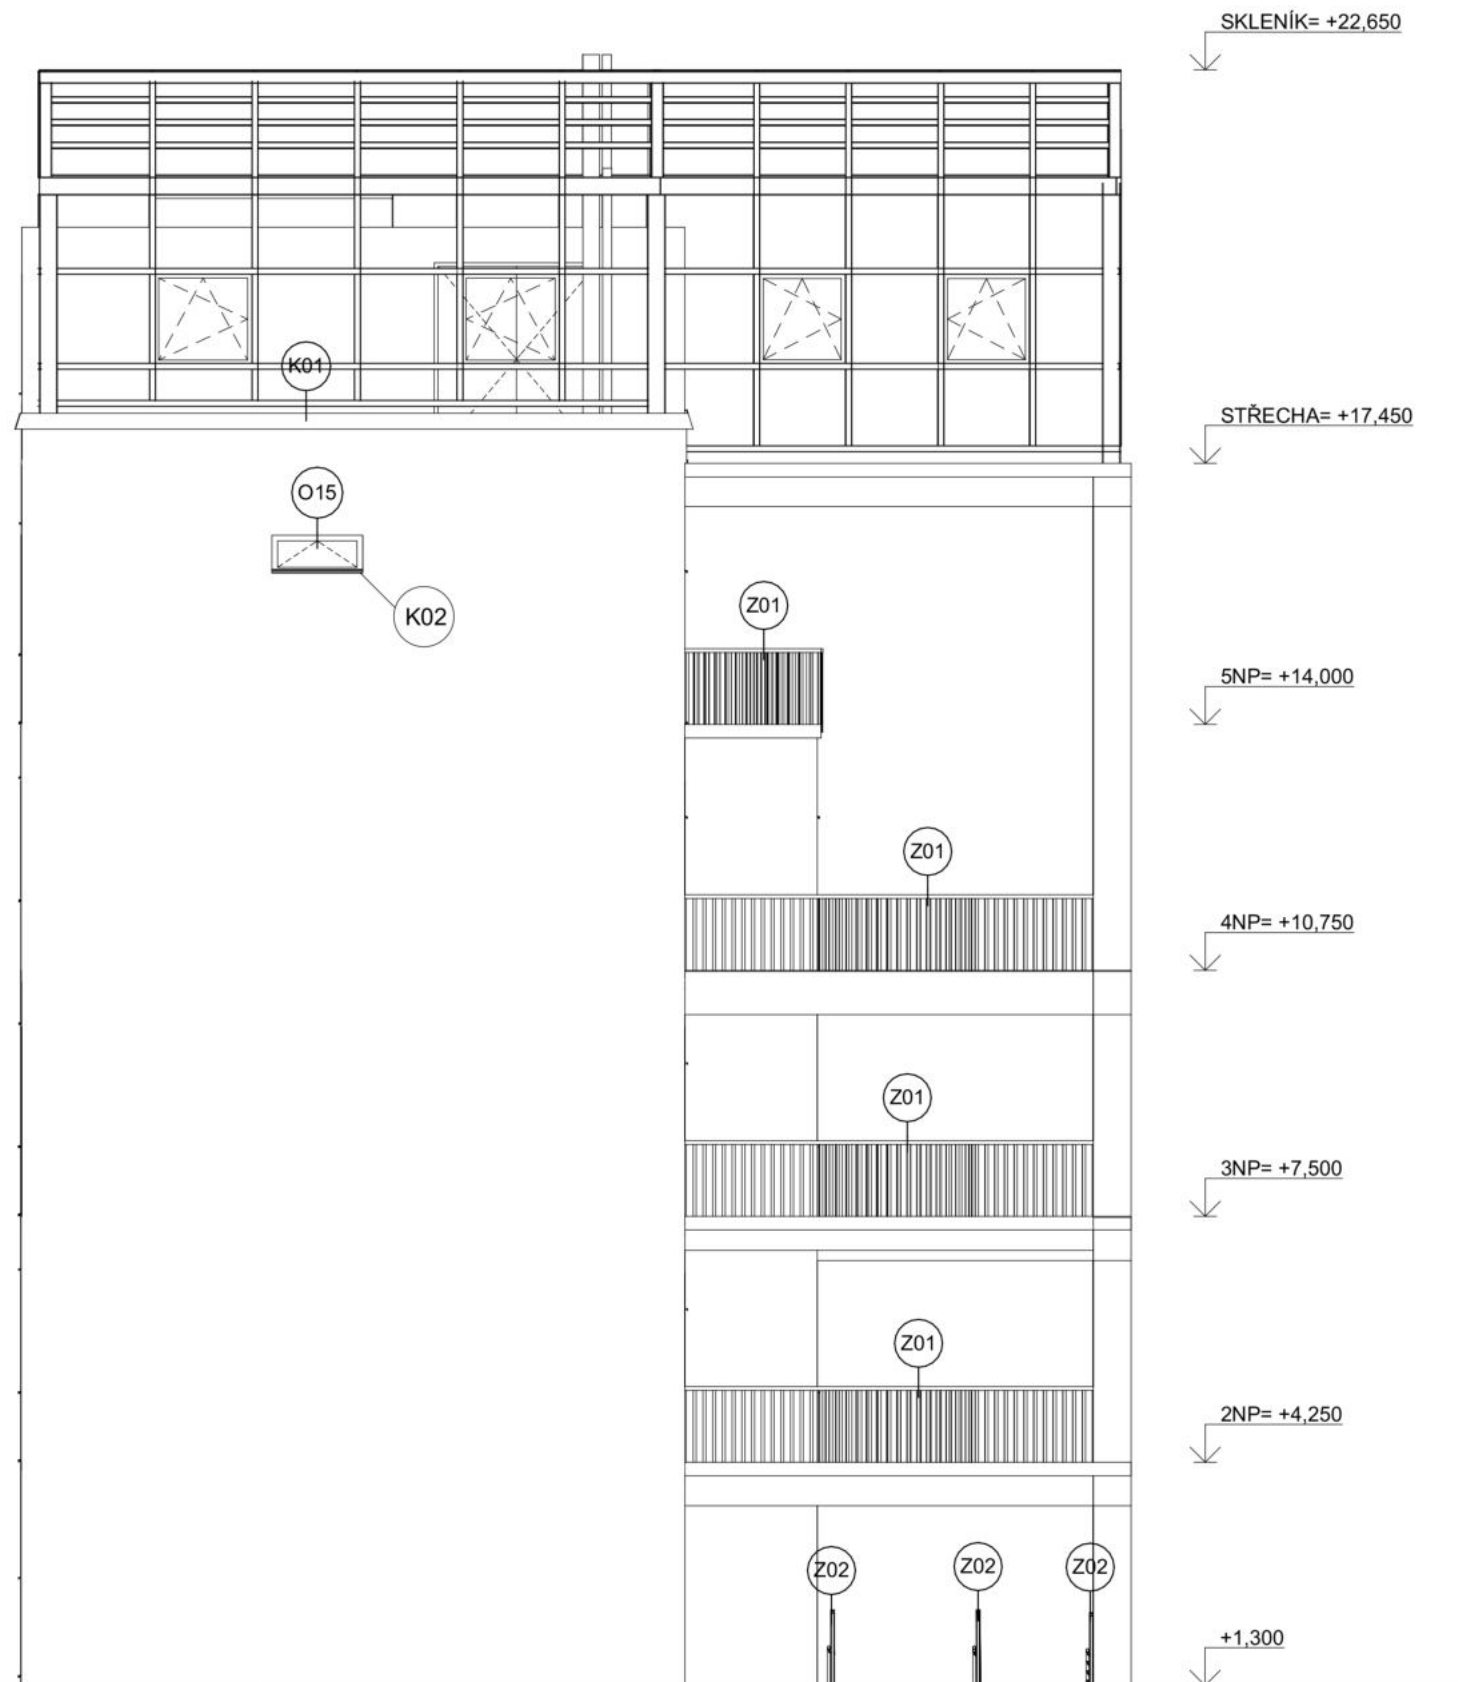 SKLENÍK= +22,650
K01
STŘECHA= +17,450
O15
K02
Z01
5NP= +14,000
Z01
4NP= +10,750
Z01
3NP= +7,500
Z01
2NP= +4,250
Z02
Z02
Z02
+1,300